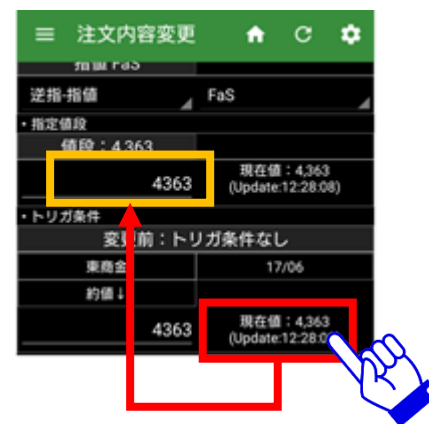 注文内容変更
指値 FaS
逆指-指値 FaS
・指定値段
値段：4,363
4363 現在値：4,363
(Update:12:28:08)
・トリガ条件
変更前：トリガ条件なし
東商金 17/06
約値↓
4363 現在値：4,363
(Update:12:28:0